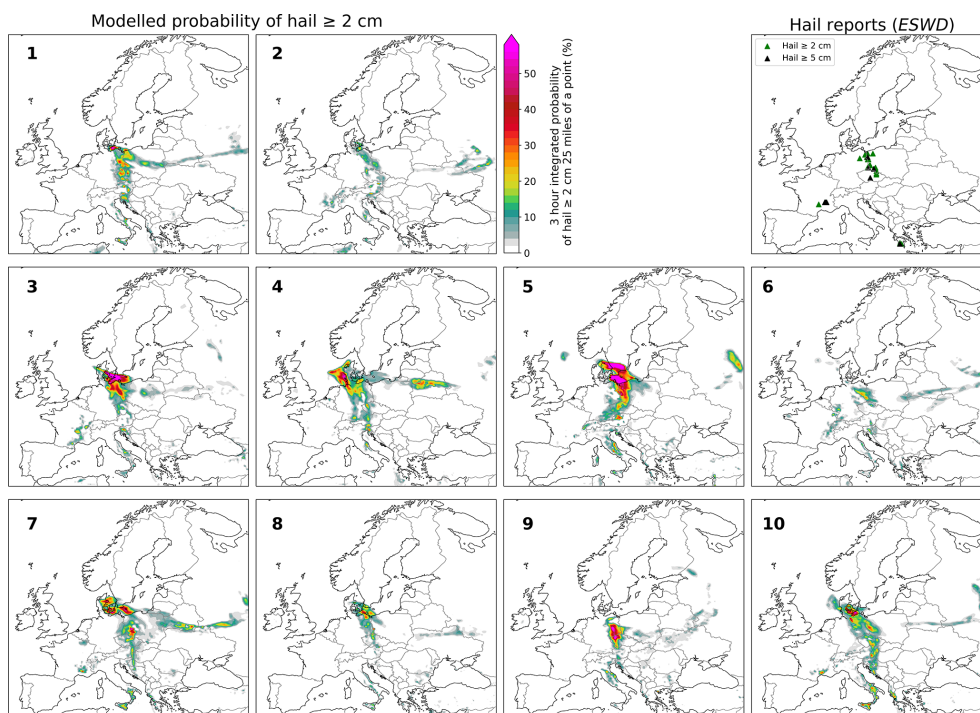 Modelled probability of hail ≥ 2 cm
Hail reports (ESWD)
1
2
50
40
30
20
10
0
3 hour integrated probability
of hail ≥ 2 cm 25 miles of a point (%)
Hail ≥ 2 cm
Hail ≥ 5 cm
3
4
5
6
7
8
9
10